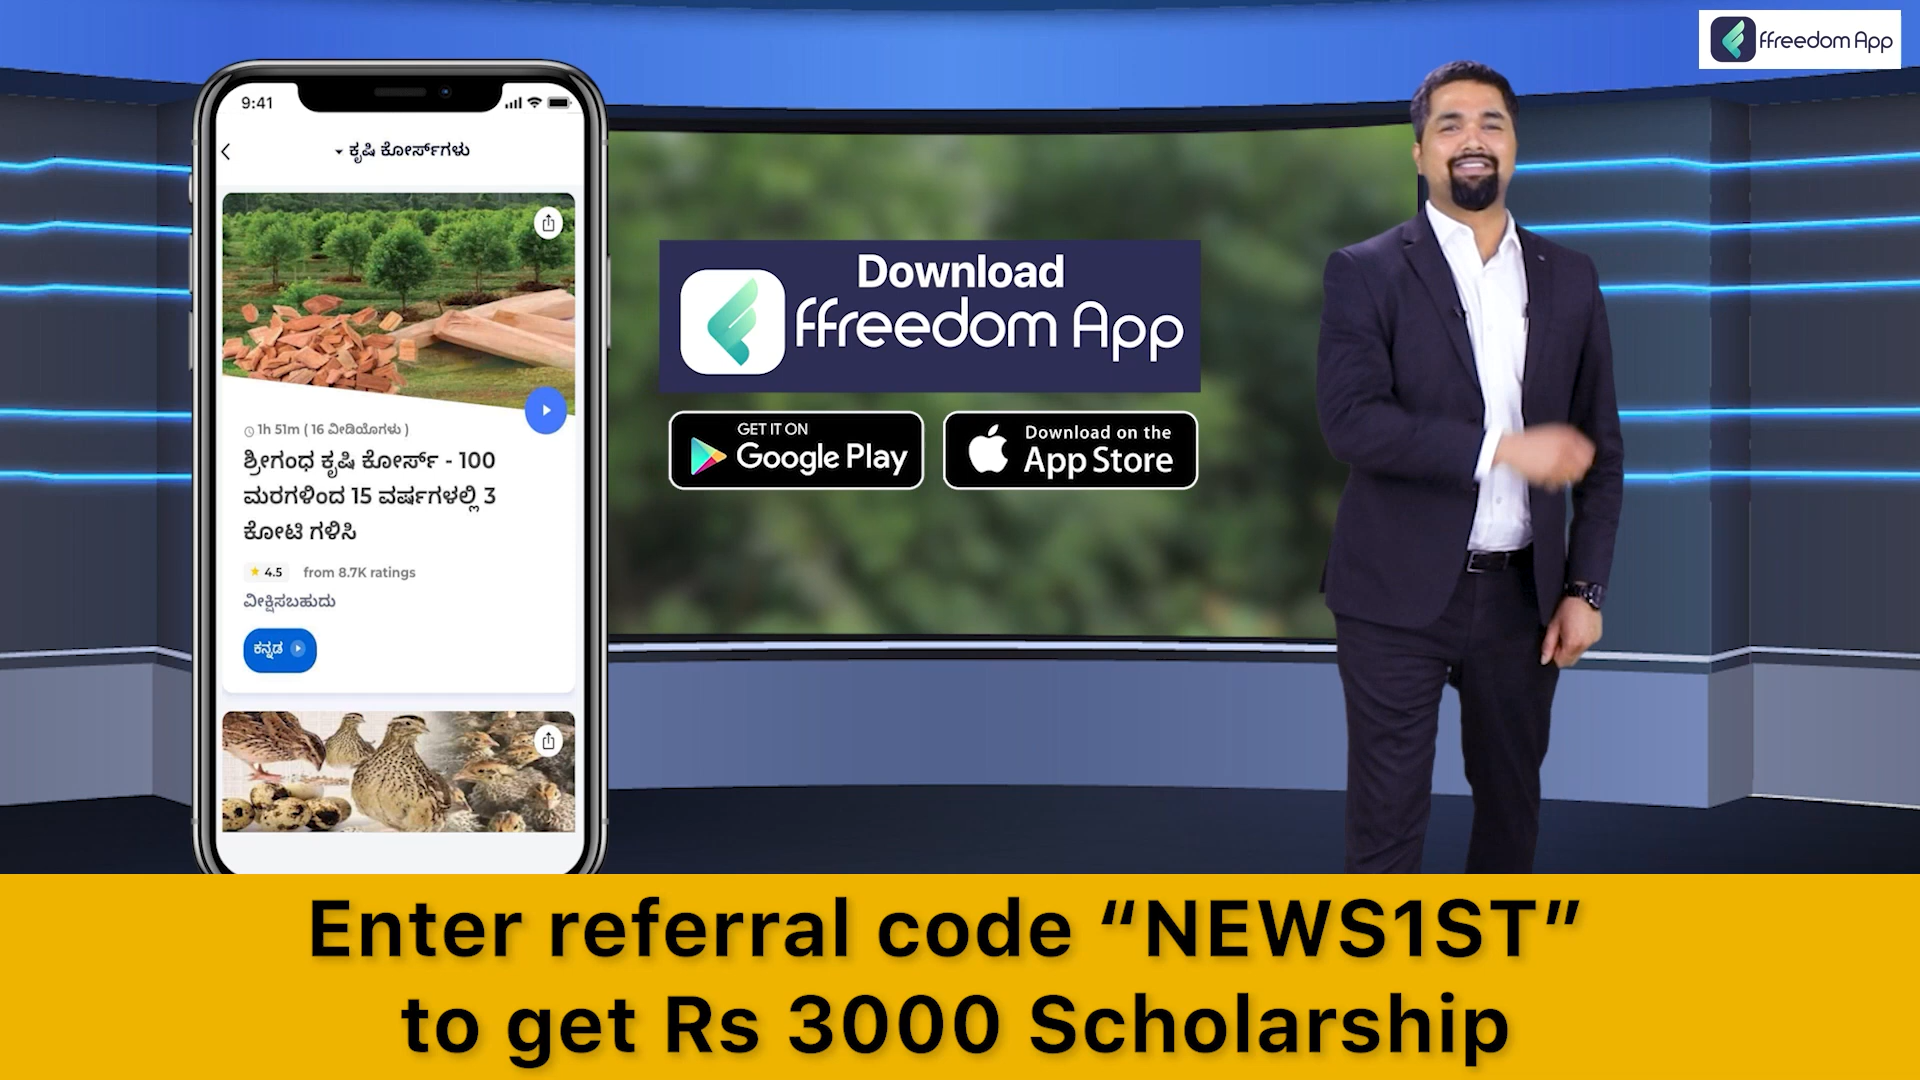 ffreedom App
9:41
ಕೃಷಿ ಕೋರ್ಸ್‌ಗಳು
1h 51m ( 16 ವೀಡಿಯೊಗಳು )
ಶ್ರೀಗಂಧ ಕೃಷಿ ಕೋರ್ಸ್ - 100
ಮರಗಳಿಂದ 15 ವರ್ಷಗಳಲ್ಲಿ 3
ಕೋಟಿ ಗಳಿಸಿ
4.5 from 8.7K ratings
ವೀಕ್ಷಿಸಬಹುದು
ಕನ್ನಡ
Download
ffreedom App
GET IT ON
Google Play
Download on the
App Store
Enter referral code “NEWS1ST”
to get Rs 3000 Scholarship